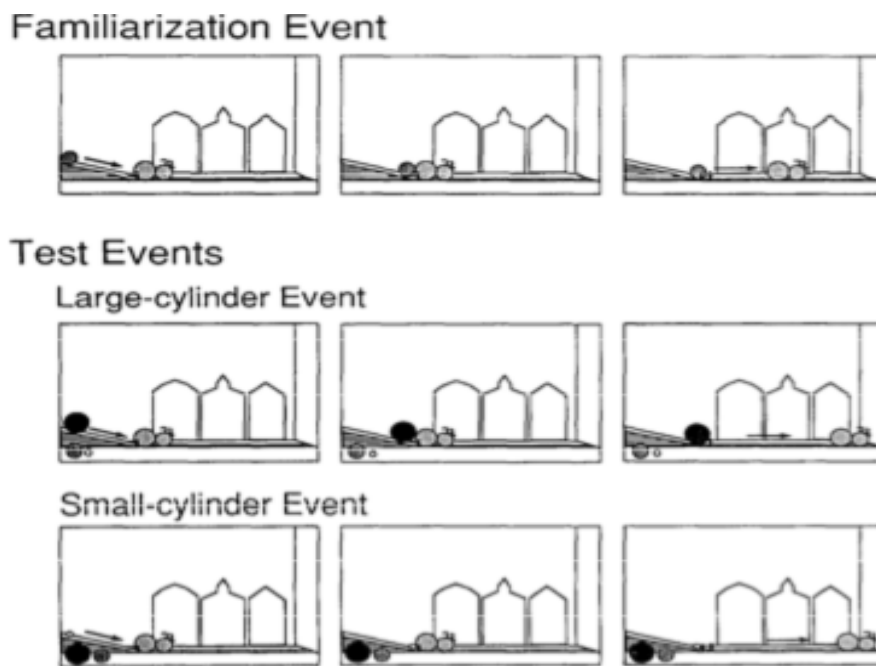 Familiarization Event
Test Events
Large-cylinder Event
Small-cylinder Event